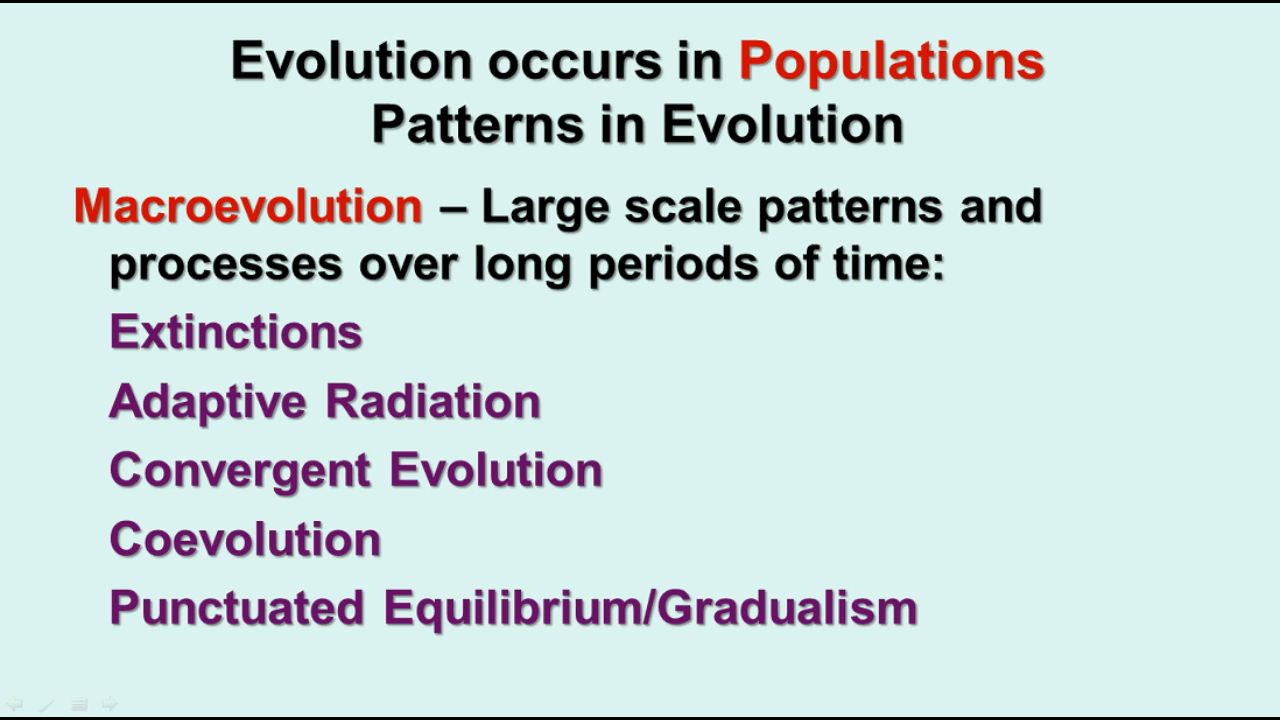 Evolution occurs in Populations
Patterns in Evolution
Macroevolution – Large scale patterns and
processes over long periods of time:
Extinctions
Adaptive Radiation
Convergent Evolution
Coevolution
Punctuated Equilibrium/Gradualism